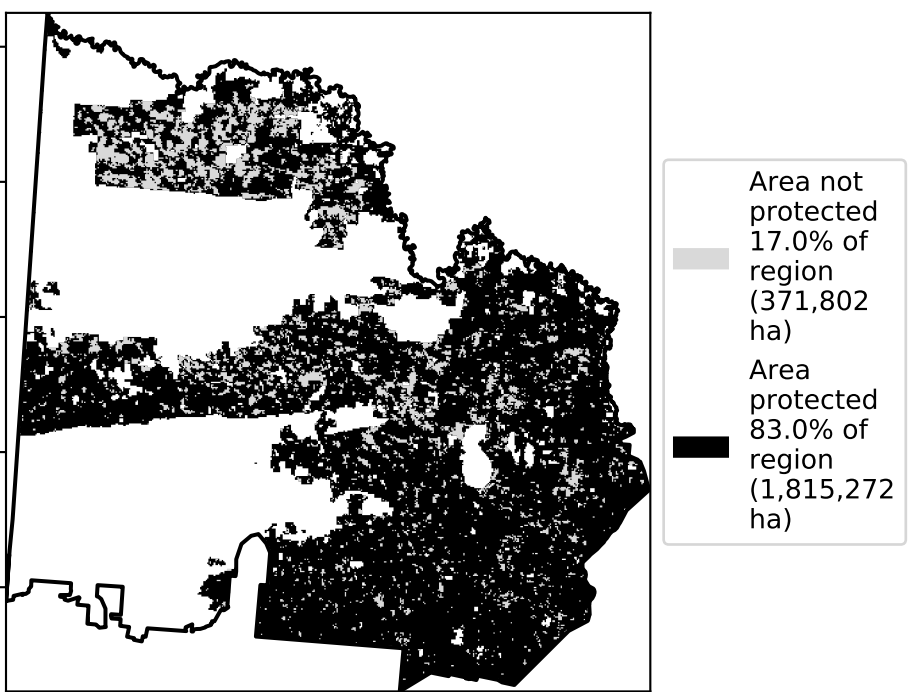 Area not
protected
17.0% of
region
(371,802
ha)
Area
protected
83.0% of
region
(1,815,272
ha)